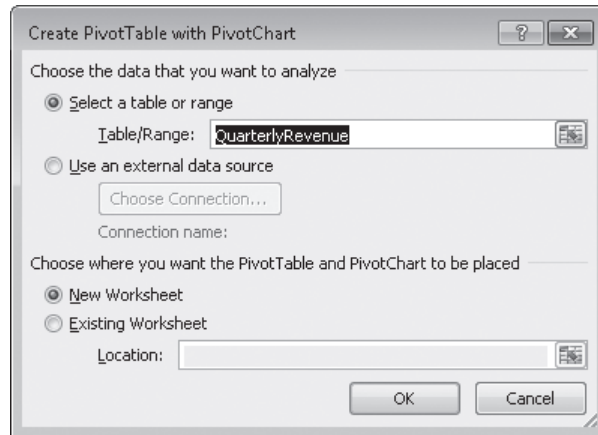 Create PivotTable with PivotChart
Choose the data that you want to analyze
Select a table or range
Table/Range: QuarterlyRevenue
Use an external data source
Choose Connection...
Connection name:
Choose where you want the PivotTable and PivotChart to be placed
New Worksheet
Existing Worksheet
Location:
OK Cancel